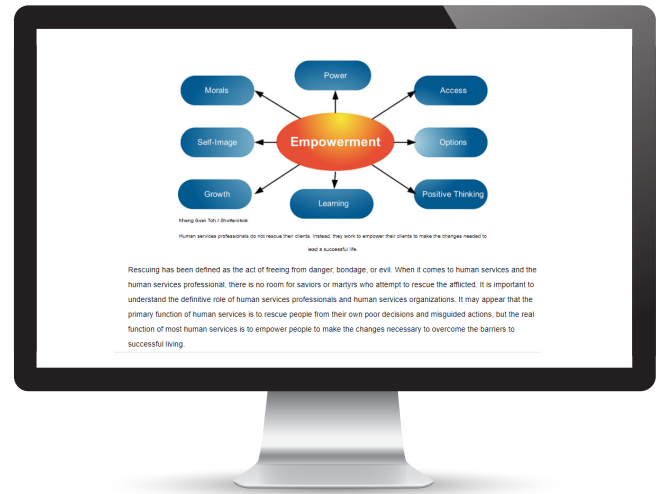 Power
Morals
Access
Self-Image
Empowerment
Options
Growth
Learning
Positive Thinking
Kheng Guan Toh / Shutterstock
Human services professionals do not rescue their clients. Instead, they work to empower their clients to make the changes needed to
lead a successful life.
Rescuing has been defined as the act of freeing from danger, bondage, or evil. When it comes to human services and the
human services professional, there is no room for saviors or martyrs who attempt to rescue the afflicted. It is important to
understand the definitive role of human services professionals and human services organizations. It may appear that the
primary function of human services is to rescue people from their own poor decisions and misguided actions, but the real
function of most human services is to empower people to make the changes necessary to overcome the barriers to
successful living.